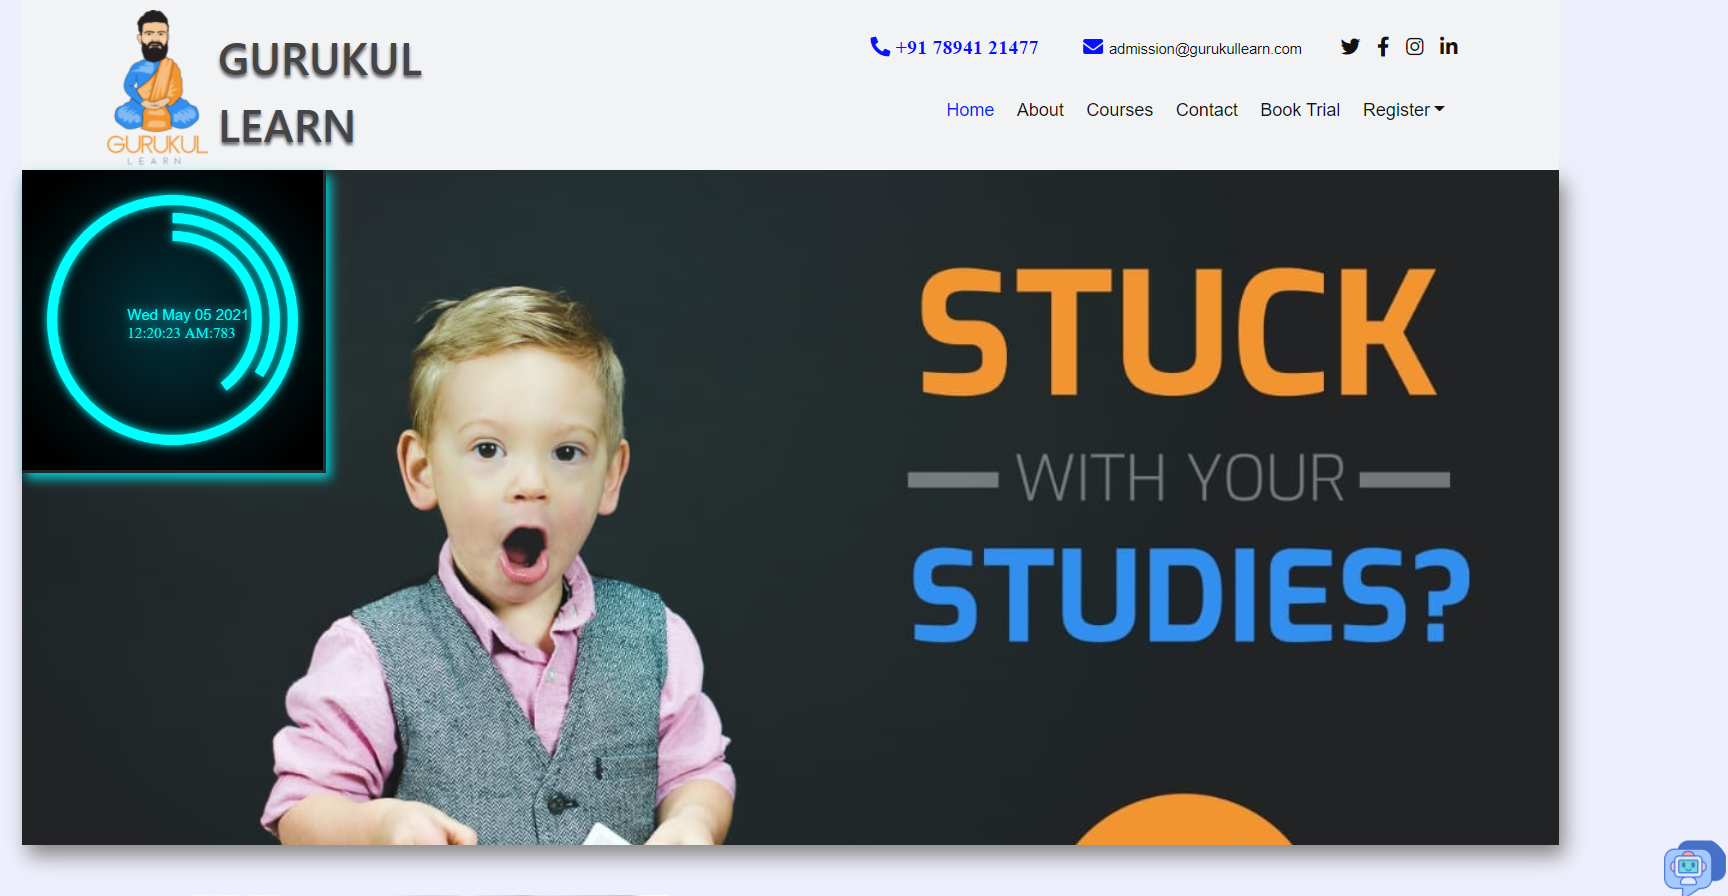 GURUKUL
LEARN
GURUKUL
LEARN
+91 78941 21477
admission@gurukullearn.com
Home About Courses Contact Book Trial Register
Wed May 05 2021
12:20:23 AM:783
STUCK
WITH YOUR
STUDIES?